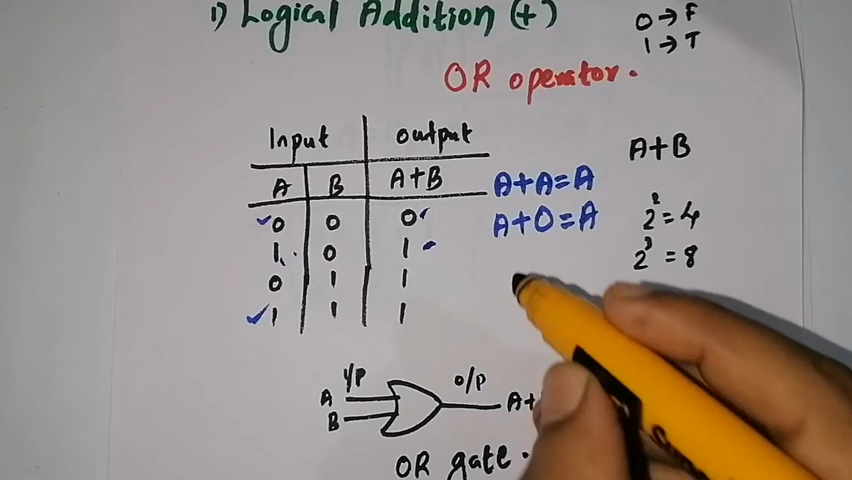 1) Logical Addition (+)
0 → F
1 → T
OR operator.
Input output
A B A+B
0 0 0
1 0 1
0 1 1
1 1 1
A+A=A
A+0=A
A+B
2² = 4
2³ = 8
I/P O/P
A
B
A+
OR gate.